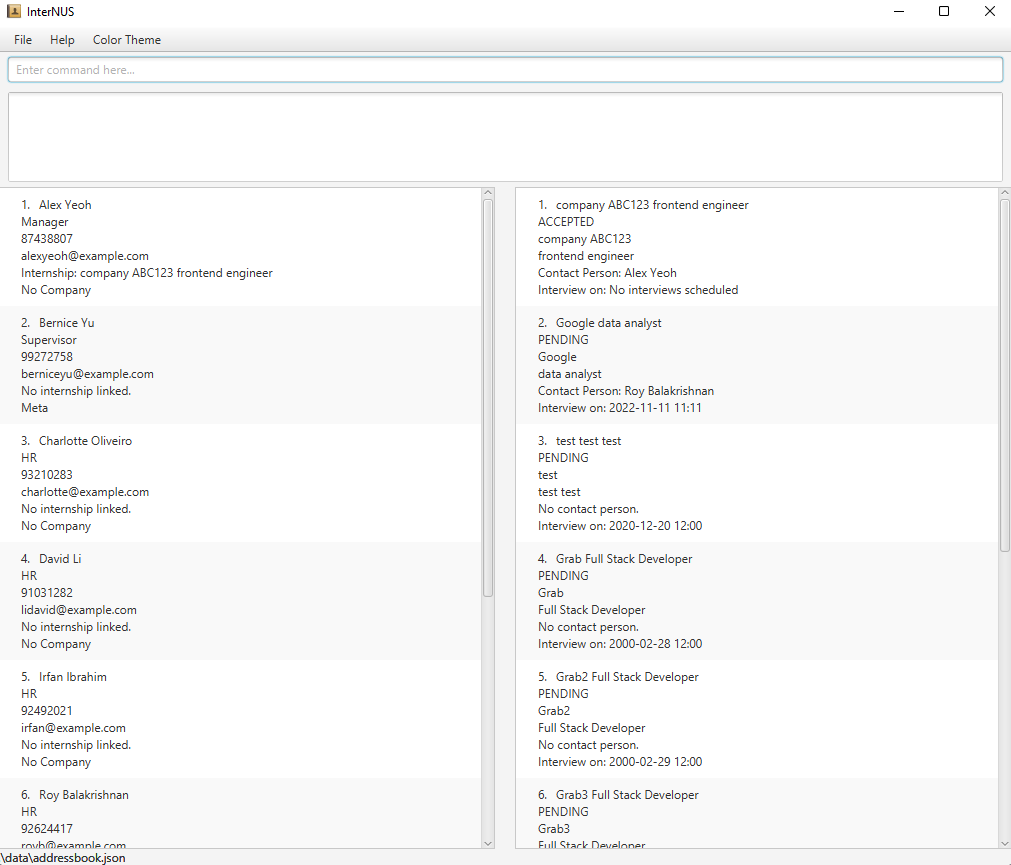 InterNUS
File Help Color Theme
Enter command here...
1. Alex Yeoh
Manager
87438807
alexyeoh@example.com
Internship: company ABC123 frontend engineer
No Company
2. Bernice Yu
Supervisor
99272758
berniceyu@example.com
No internship linked.
Meta
3. Charlotte Oliveiro
HR
93210283
charlotte@example.com
No internship linked.
No Company
4. David Li
HR
91031282
lidavid@example.com
No internship linked.
No Company
5. Irfan Ibrahim
HR
92492021
irfan@example.com
No internship linked.
No Company
6. Roy Balakrishnan
HR
92624417
royb@example.com
1. company ABC123 frontend engineer
ACCEPTED
company ABC123
frontend engineer
Contact Person: Alex Yeoh
Interview on: No interviews scheduled
2. Google data analyst
PENDING
Google
data analyst
Contact Person: Roy Balakrishnan
Interview on: 2022-11-11 11:11
3. test test test
PENDING
test
test test
No contact person.
Interview on: 2020-12-20 12:00
4. Grab Full Stack Developer
PENDING
Grab
Full Stack Developer
No contact person.
Interview on: 2000-02-28 12:00
5. Grab2 Full Stack Developer
PENDING
Grab2
Full Stack Developer
No contact person.
Interview on: 2000-02-29 12:00
6. Grab3 Full Stack Developer
PENDING
Grab3
Full Stack Developer
\data\addressbook.json